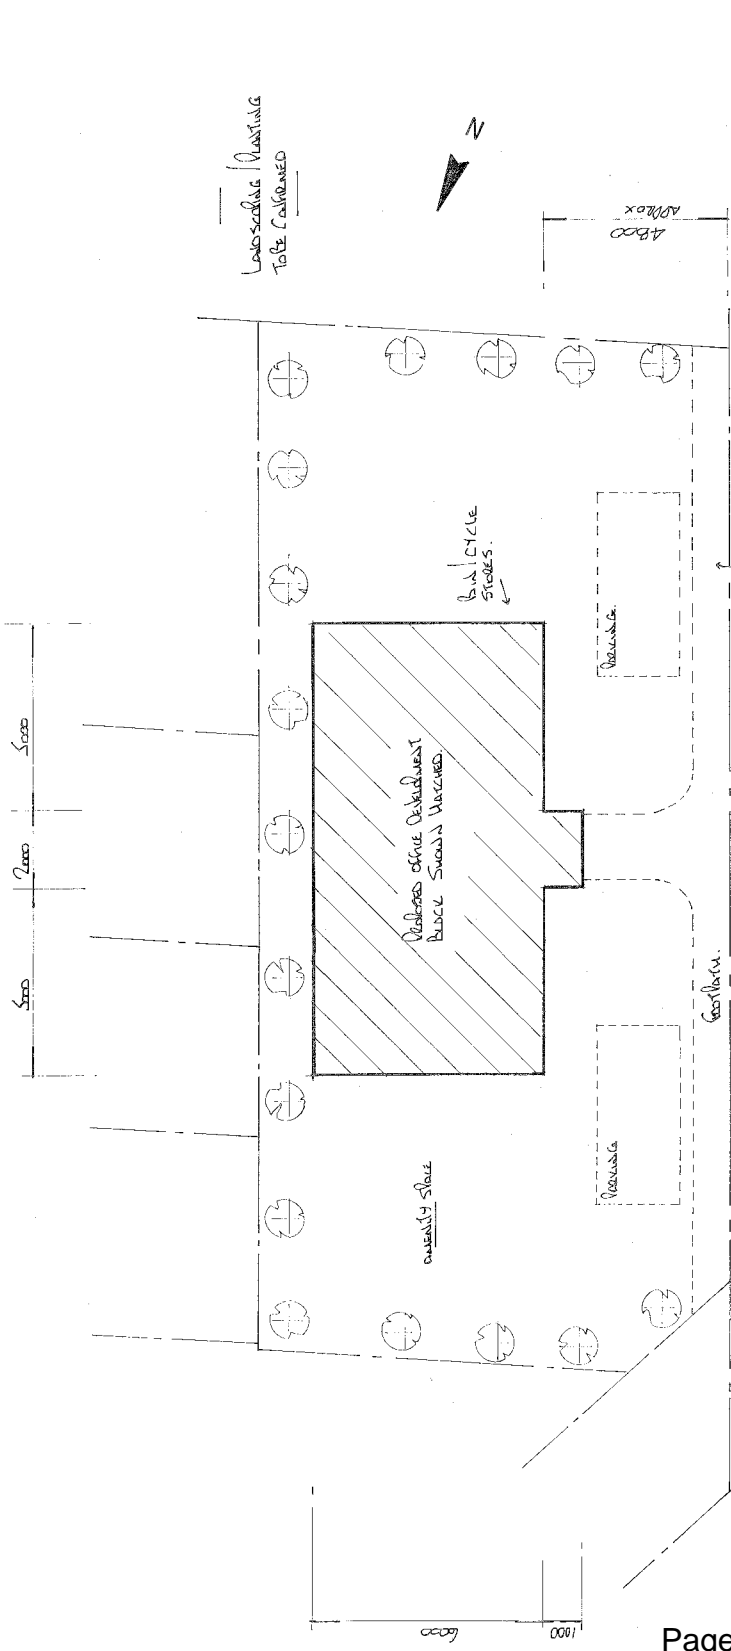 LANDSCAPING / PLANTING
TO BE CONFIRMED
N
4800
APPROX
BIN / CYCLE
STORES.
PARKING.
5000
2000
5000
PROPOSED OFFICE DEVELOPMENT
BLOCK SHOWN HATCHED.
FOOTPATH.
PARKING
AMENITY SPACE
6000
1000
Page